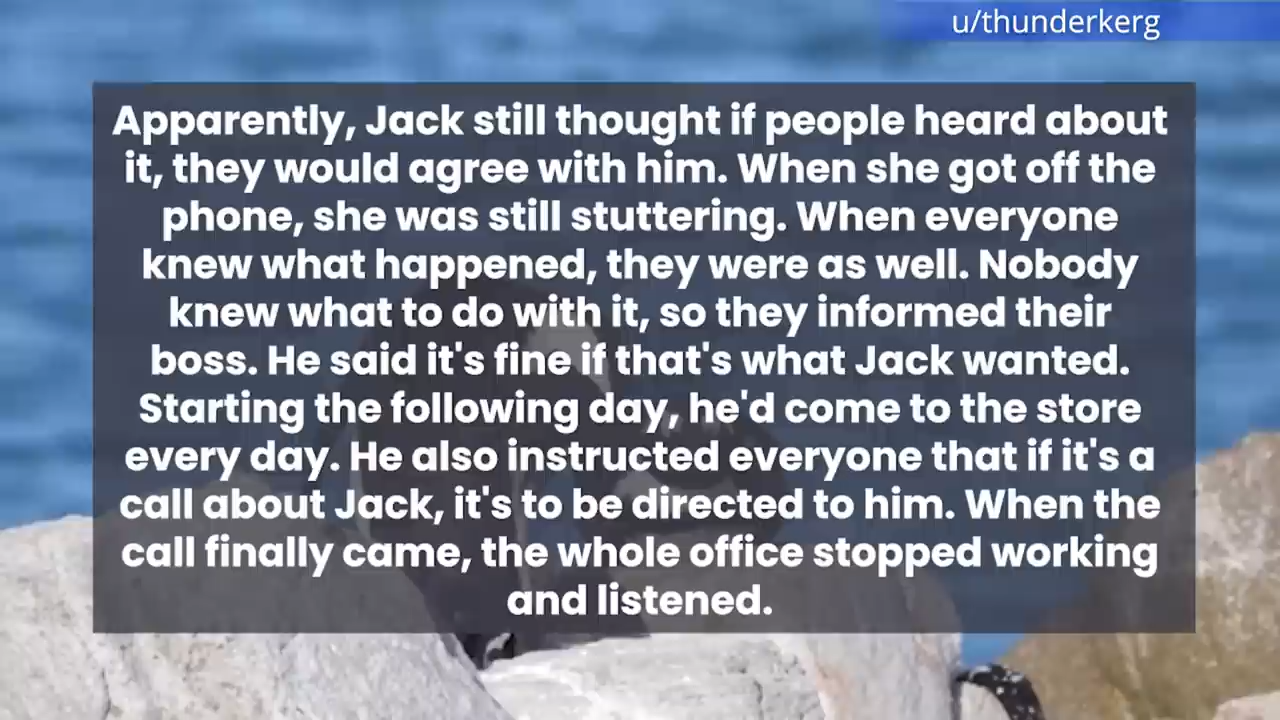 u/thunderkerg
Apparently, Jack still thought if people heard about
it, they would agree with him. When she got off the
phone, she was still stuttering. When everyone
knew what happened, they were as well. Nobody
knew what to do with it, so they informed their
boss. He said it's fine if that's what Jack wanted.
Starting the following day, he'd come to the store
every day. He also instructed everyone that if it's a
call about Jack, it's to be directed to him. When the
call finally came, the whole office stopped working
and listened.